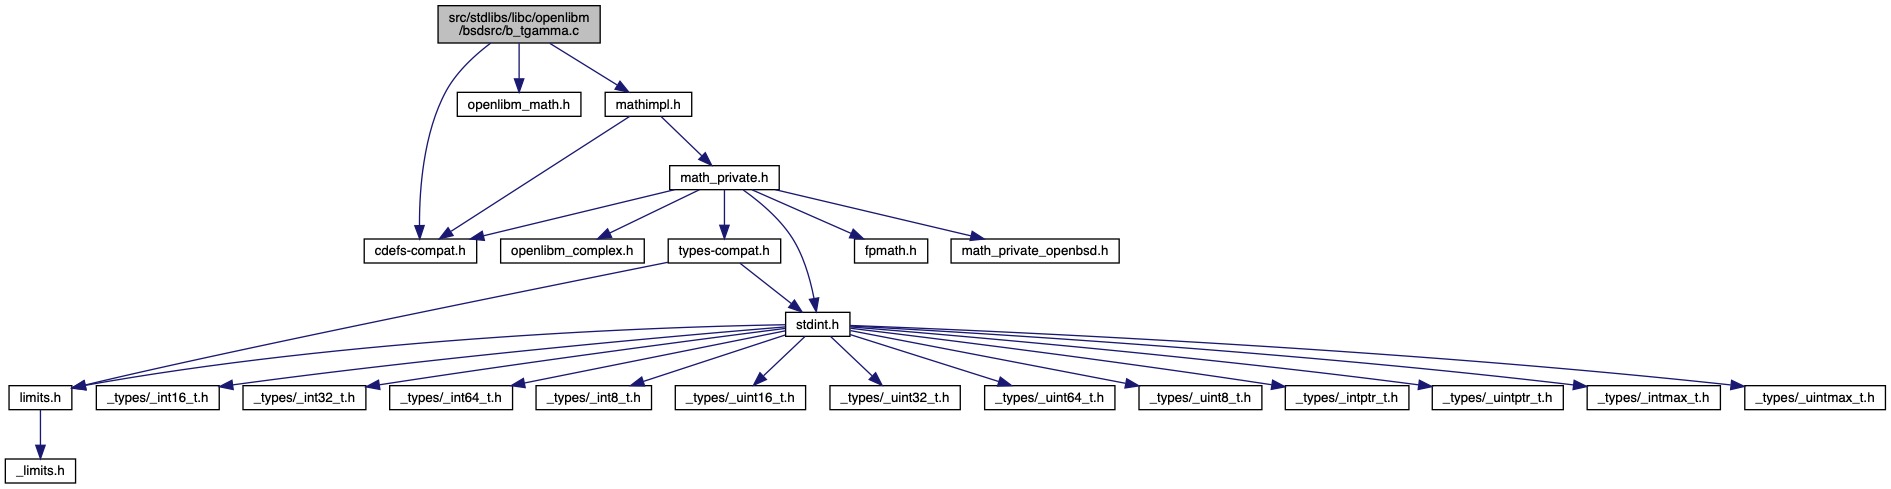 src/stdlibs/libc/openlibm
/bsdsrc/b_tgamma.c
openlibm_math.h
mathimpl.h
math_private.h
cdefs-compat.h
openlibm_complex.h
types-compat.h
fpmath.h
math_private_openbsd.h
stdint.h
limits.h
_types/_int16_t.h
_types/_int32_t.h
_types/_int64_t.h
_types/_int8_t.h
_types/_uint16_t.h
_types/_uint32_t.h
_types/_uint64_t.h
_types/_uint8_t.h
_types/_intptr_t.h
_types/_uintptr_t.h
_types/_intmax_t.h
_types/_uintmax_t.h
_limits.h